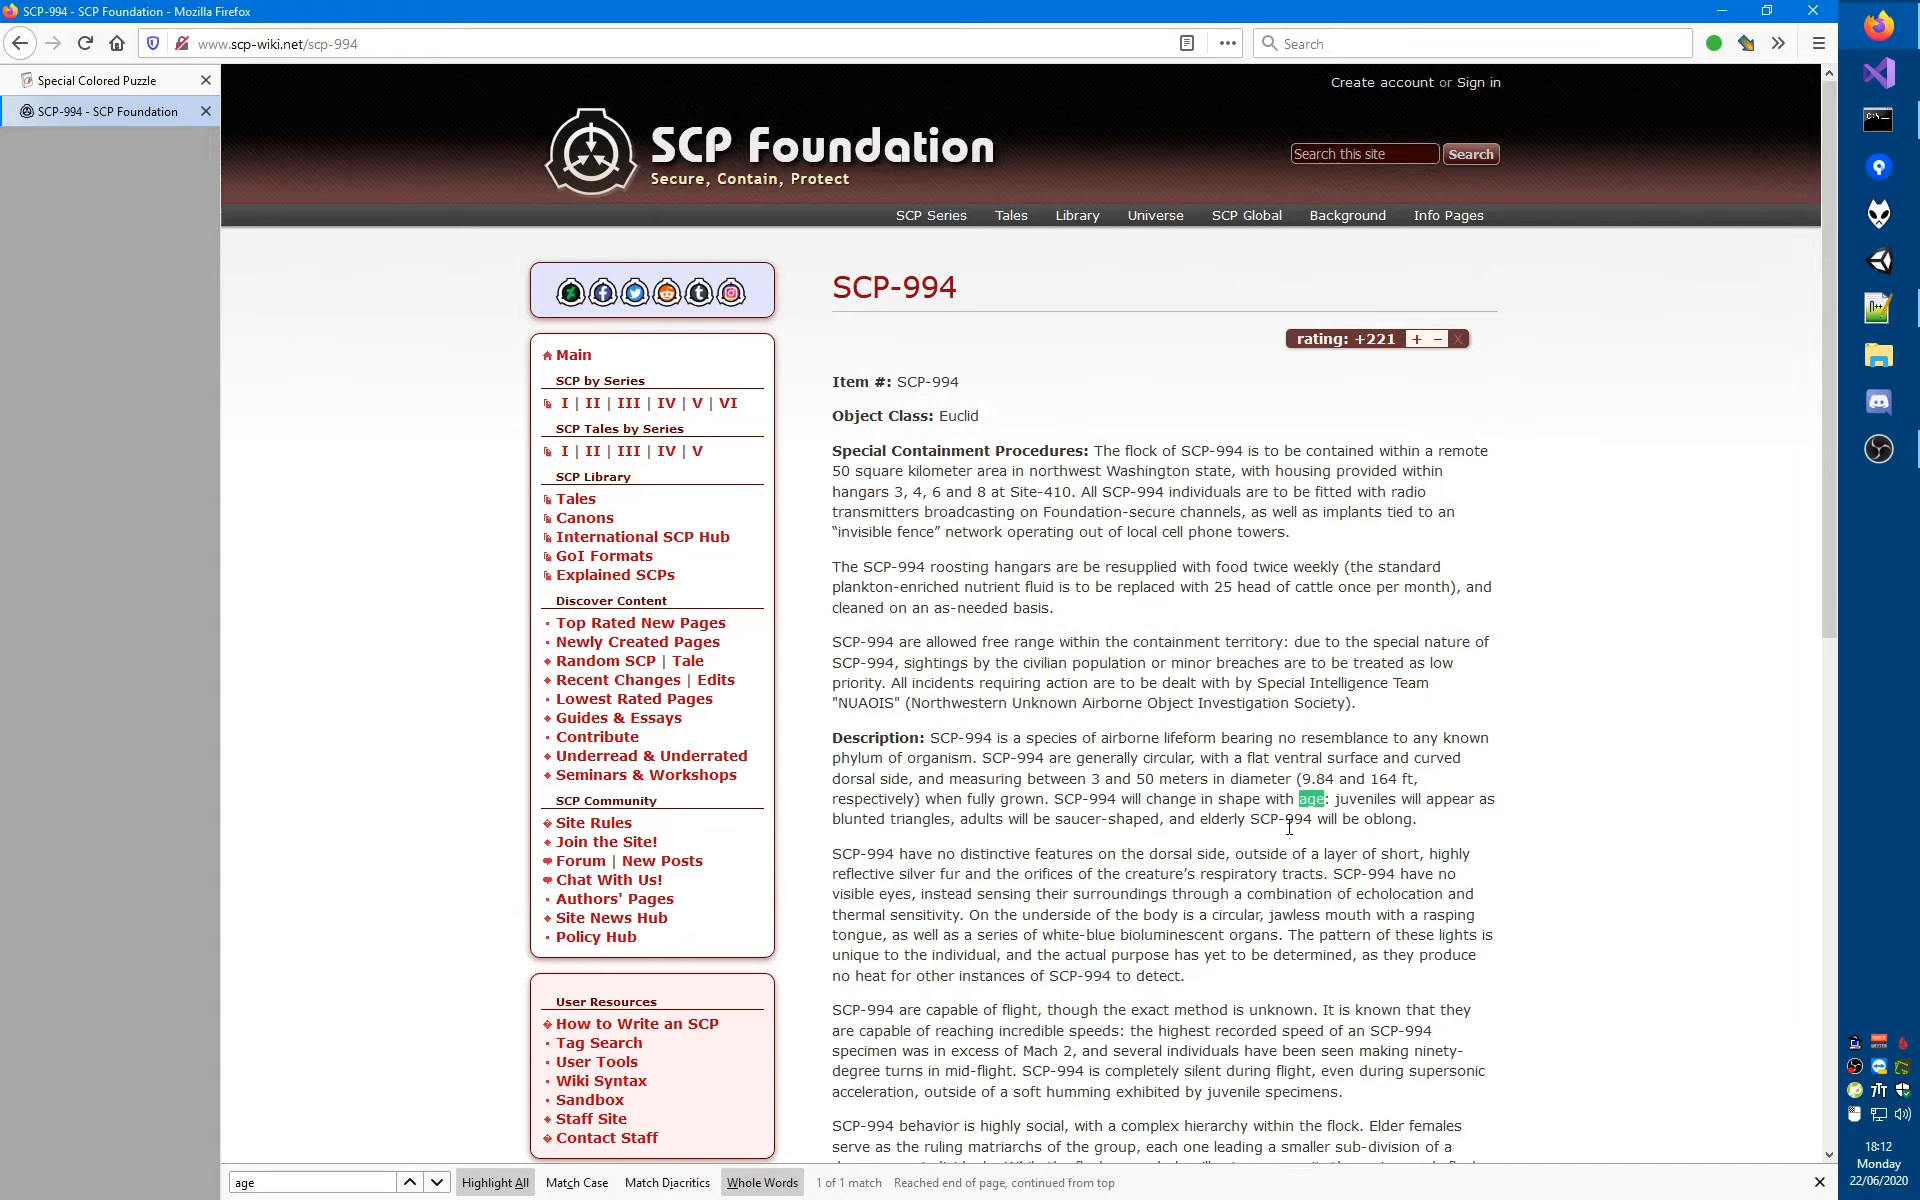 SCP-994 - SCP Foundation - Mozilla Firefox
www.scp-wiki.net/scp-994
Search
Special Colored Puzzle
SCP-994 - SCP Foundation
Create account or Sign in
SCP Foundation
Secure, Contain, Protect
Search this site
Search
SCP Series Tales Library Universe SCP Global Background Info Pages
Main
SCP by Series
I | II | III | IV | V | VI
SCP Tales by Series
I | II | III | IV | V
SCP Library
Tales
Canons
International SCP Hub
GoI Formats
Explained SCPs
Discover Content
Top Rated New Pages
Newly Created Pages
Random SCP | Tale
Recent Changes | Edits
Lowest Rated Pages
Guides & Essays
Contribute
Underread & Underrated
Seminars & Workshops
SCP Community
Site Rules
Join the Site!
Forum | New Posts
Chat With Us!
Authors' Pages
Site News Hub
Policy Hub
User Resources
How to Write an SCP
Tag Search
User Tools
Wiki Syntax
Sandbox
Staff Site
Contact Staff
SCP-994
rating: +221 + – X
Item #: SCP-994
Object Class: Euclid
Special Containment Procedures: The flock of SCP-994 is to be contained within a remote
50 square kilometer area in northwest Washington state, with housing provided within
hangars 3, 4, 6 and 8 at Site-410. All SCP-994 individuals are to be fitted with radio
transmitters broadcasting on Foundation-secure channels, as well as implants tied to an
“invisible fence” network operating out of local cell phone towers.
The SCP-994 roosting hangars are be resupplied with food twice weekly (the standard
plankton-enriched nutrient fluid is to be replaced with 25 head of cattle once per month), and
cleaned on an as-needed basis.
SCP-994 are allowed free range within the containment territory: due to the special nature of
SCP-994, sightings by the civilian population or minor breaches are to be treated as low
priority. All incidents requiring action are to be dealt with by Special Intelligence Team
"NUAOIS" (Northwestern Unknown Airborne Object Investigation Society).
Description: SCP-994 is a species of airborne lifeform bearing no resemblance to any known
phylum of organism. SCP-994 are generally circular, with a flat ventral surface and curved
dorsal side, and measuring between 3 and 50 meters in diameter (9.84 and 164 ft,
respectively) when fully grown. SCP-994 will change in shape with age: juveniles will appear as
blunted triangles, adults will be saucer-shaped, and elderly SCP-994 will be oblong.
SCP-994 have no distinctive features on the dorsal side, outside of a layer of short, highly
reflective silver fur and the orifices of the creature’s respiratory tracts. SCP-994 have no
visible eyes, instead sensing their surroundings through a combination of echolocation and
thermal sensitivity. On the underside of the body is a circular, jawless mouth with a rasping
tongue, as well as a series of white-blue bioluminescent organs. The pattern of these lights is
unique to the individual, and the actual purpose has yet to be determined, as they produce
no heat for other instances of SCP-994 to detect.
SCP-994 are capable of flight, though the exact method is unknown. It is known that they
are capable of reaching incredible speeds: the highest recorded speed of an SCP-994
specimen was in excess of Mach 2, and several individuals have been seen making ninety-
degree turns in mid-flight. SCP-994 is completely silent during flight, even during supersonic
acceleration, outside of a soft humming exhibited by juvenile specimens.
SCP-994 behavior is highly social, with a complex hierarchy within the flock. Elder females
serve as the ruling matriarchs of the group, each one leading a smaller sub-division of a
age
Highlight All Match Case Match Diacritics Whole Words 1 of 1 match Reached end of page, continued from top
18:12
Monday
22/06/2020